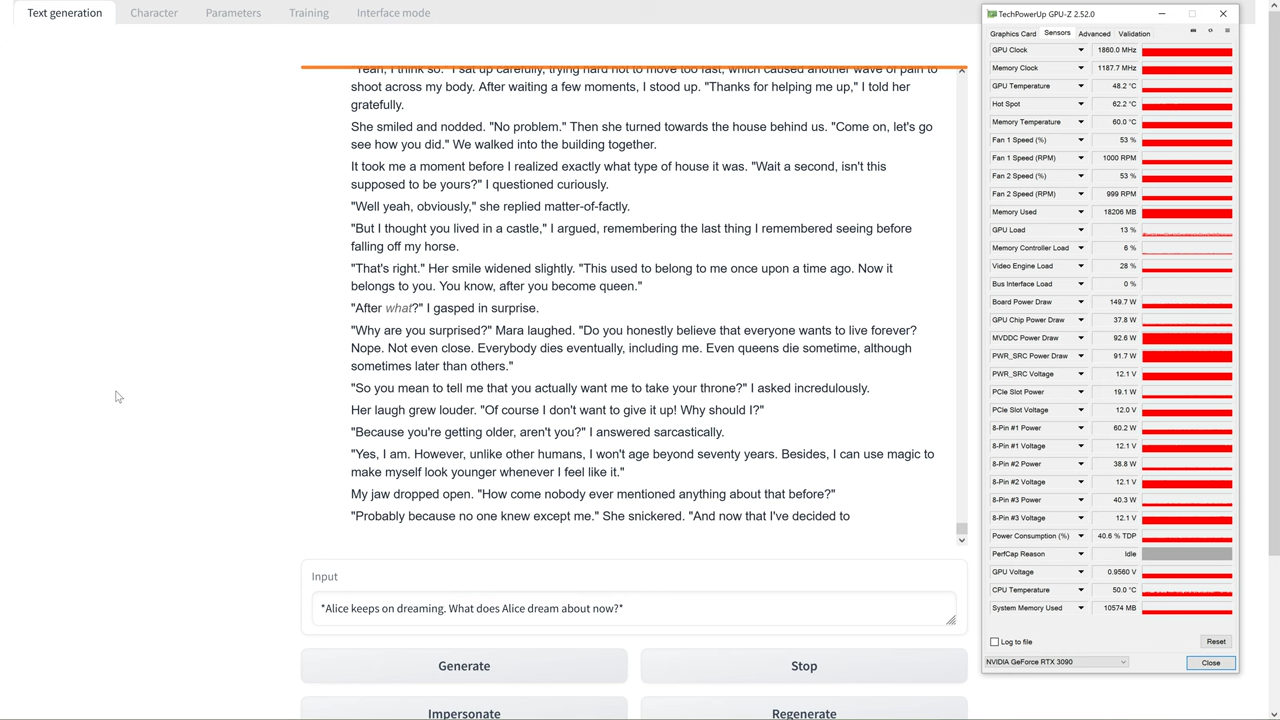 Text generation
Character
Parameters
Training
Interface mode
"Yeah, I think so." I sat up carefully, trying hard not to move too fast, which caused another wave of pain to
shoot across my body. After waiting a few moments, I stood up. "Thanks for helping me up," I told her
gratefully.
She smiled and nodded. "No problem." Then she turned towards the house behind us. "Come on, let's go
see how you did." We walked into the building together.
It took me a moment before I realized exactly what type of house it was. "Wait a second, isn't this
supposed to be yours?" I questioned curiously.
"Well yeah, obviously," she replied matter-of-factly.
"But I thought you lived in a castle," I argued, remembering the last thing I remembered seeing before
falling off my horse.
"That's right." Her smile widened slightly. "This used to belong to me once upon a time ago. Now it
belongs to you. You know, after you become queen."
"After what?" I gasped in surprise.
"Why are you surprised?" Mara laughed. "Do you honestly believe that everyone wants to live forever?
Nope. Not even close. Everybody dies eventually, including me. Even queens die sometime, although
sometimes later than others."
"So you mean to tell me that you actually want me to take your throne?" I asked incredulously.
Her laugh grew louder. "Of course I don't want to give it up! Why should I?"
"Because you're getting older, aren't you?" I answered sarcastically.
"Yes, I am. However, unlike other humans, I won't age beyond seventy years. Besides, I can use magic to
make myself look younger whenever I feel like it."
My jaw dropped open. "How come nobody ever mentioned anything about that before?"
"Probably because no one knew except me." She snickered. "And now that I've decided to
Input
*Alice keeps on dreaming. What does Alice dream about now?*
Generate
Stop
Impersonate
Regenerate
TechPowerUp GPU-Z 2.52.0
Graphics Card
Sensors
Advanced
Validation
GPU Clock 1860.0 MHz
Memory Clock 1187.7 MHz
GPU Temperature 48.2 °C
Hot Spot 62.2 °C
Memory Temperature 60.0 °C
Fan 1 Speed (%) 53 %
Fan 1 Speed (RPM) 1000 RPM
Fan 2 Speed (%) 53 %
Fan 2 Speed (RPM) 999 RPM
Memory Used 18206 MB
GPU Load 13 %
Memory Controller Load 6 %
Video Engine Load 28 %
Bus Interface Load 0 %
Board Power Draw 149.7 W
GPU Chip Power Draw 37.8 W
MVDDC Power Draw 92.6 W
PWR_SRC Power Draw 91.7 W
PWR_SRC Voltage 12.1 V
PCIe Slot Power 19.1 W
PCIe Slot Voltage 12.0 V
8-Pin #1 Power 60.2 W
8-Pin #1 Voltage 12.1 V
8-Pin #2 Power 38.8 W
8-Pin #2 Voltage 12.1 V
8-Pin #3 Power 40.3 W
8-Pin #3 Voltage 12.1 V
Power Consumption (%) 40.6 % TDP
PerfCap Reason Idle
GPU Voltage 0.9560 V
CPU Temperature 50.0 °C
System Memory Used 10574 MB
Log to file
Reset
NVIDIA GeForce RTX 3090
Close